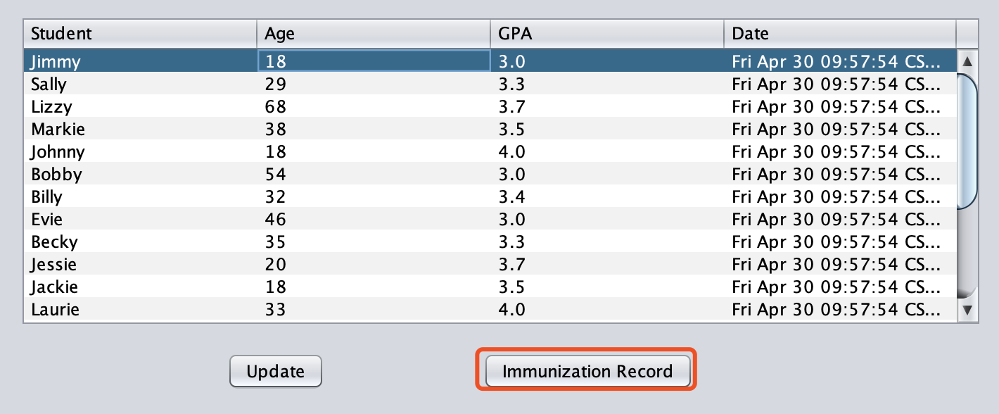 Student Age GPA Date
Jimmy 18 3.0 Fri Apr 30 09:57:54 CS...
Sally 29 3.3 Fri Apr 30 09:57:54 CS...
Lizzy 68 3.7 Fri Apr 30 09:57:54 CS...
Markie 38 3.5 Fri Apr 30 09:57:54 CS...
Johnny 18 4.0 Fri Apr 30 09:57:54 CS...
Bobby 54 3.0 Fri Apr 30 09:57:54 CS...
Billy 32 3.4 Fri Apr 30 09:57:54 CS...
Evie 46 3.0 Fri Apr 30 09:57:54 CS...
Becky 35 3.3 Fri Apr 30 09:57:54 CS...
Jessie 20 3.7 Fri Apr 30 09:57:54 CS...
Jackie 18 3.5 Fri Apr 30 09:57:54 CS...
Laurie 33 4.0 Fri Apr 30 09:57:54 CS...
Update Immunization Record